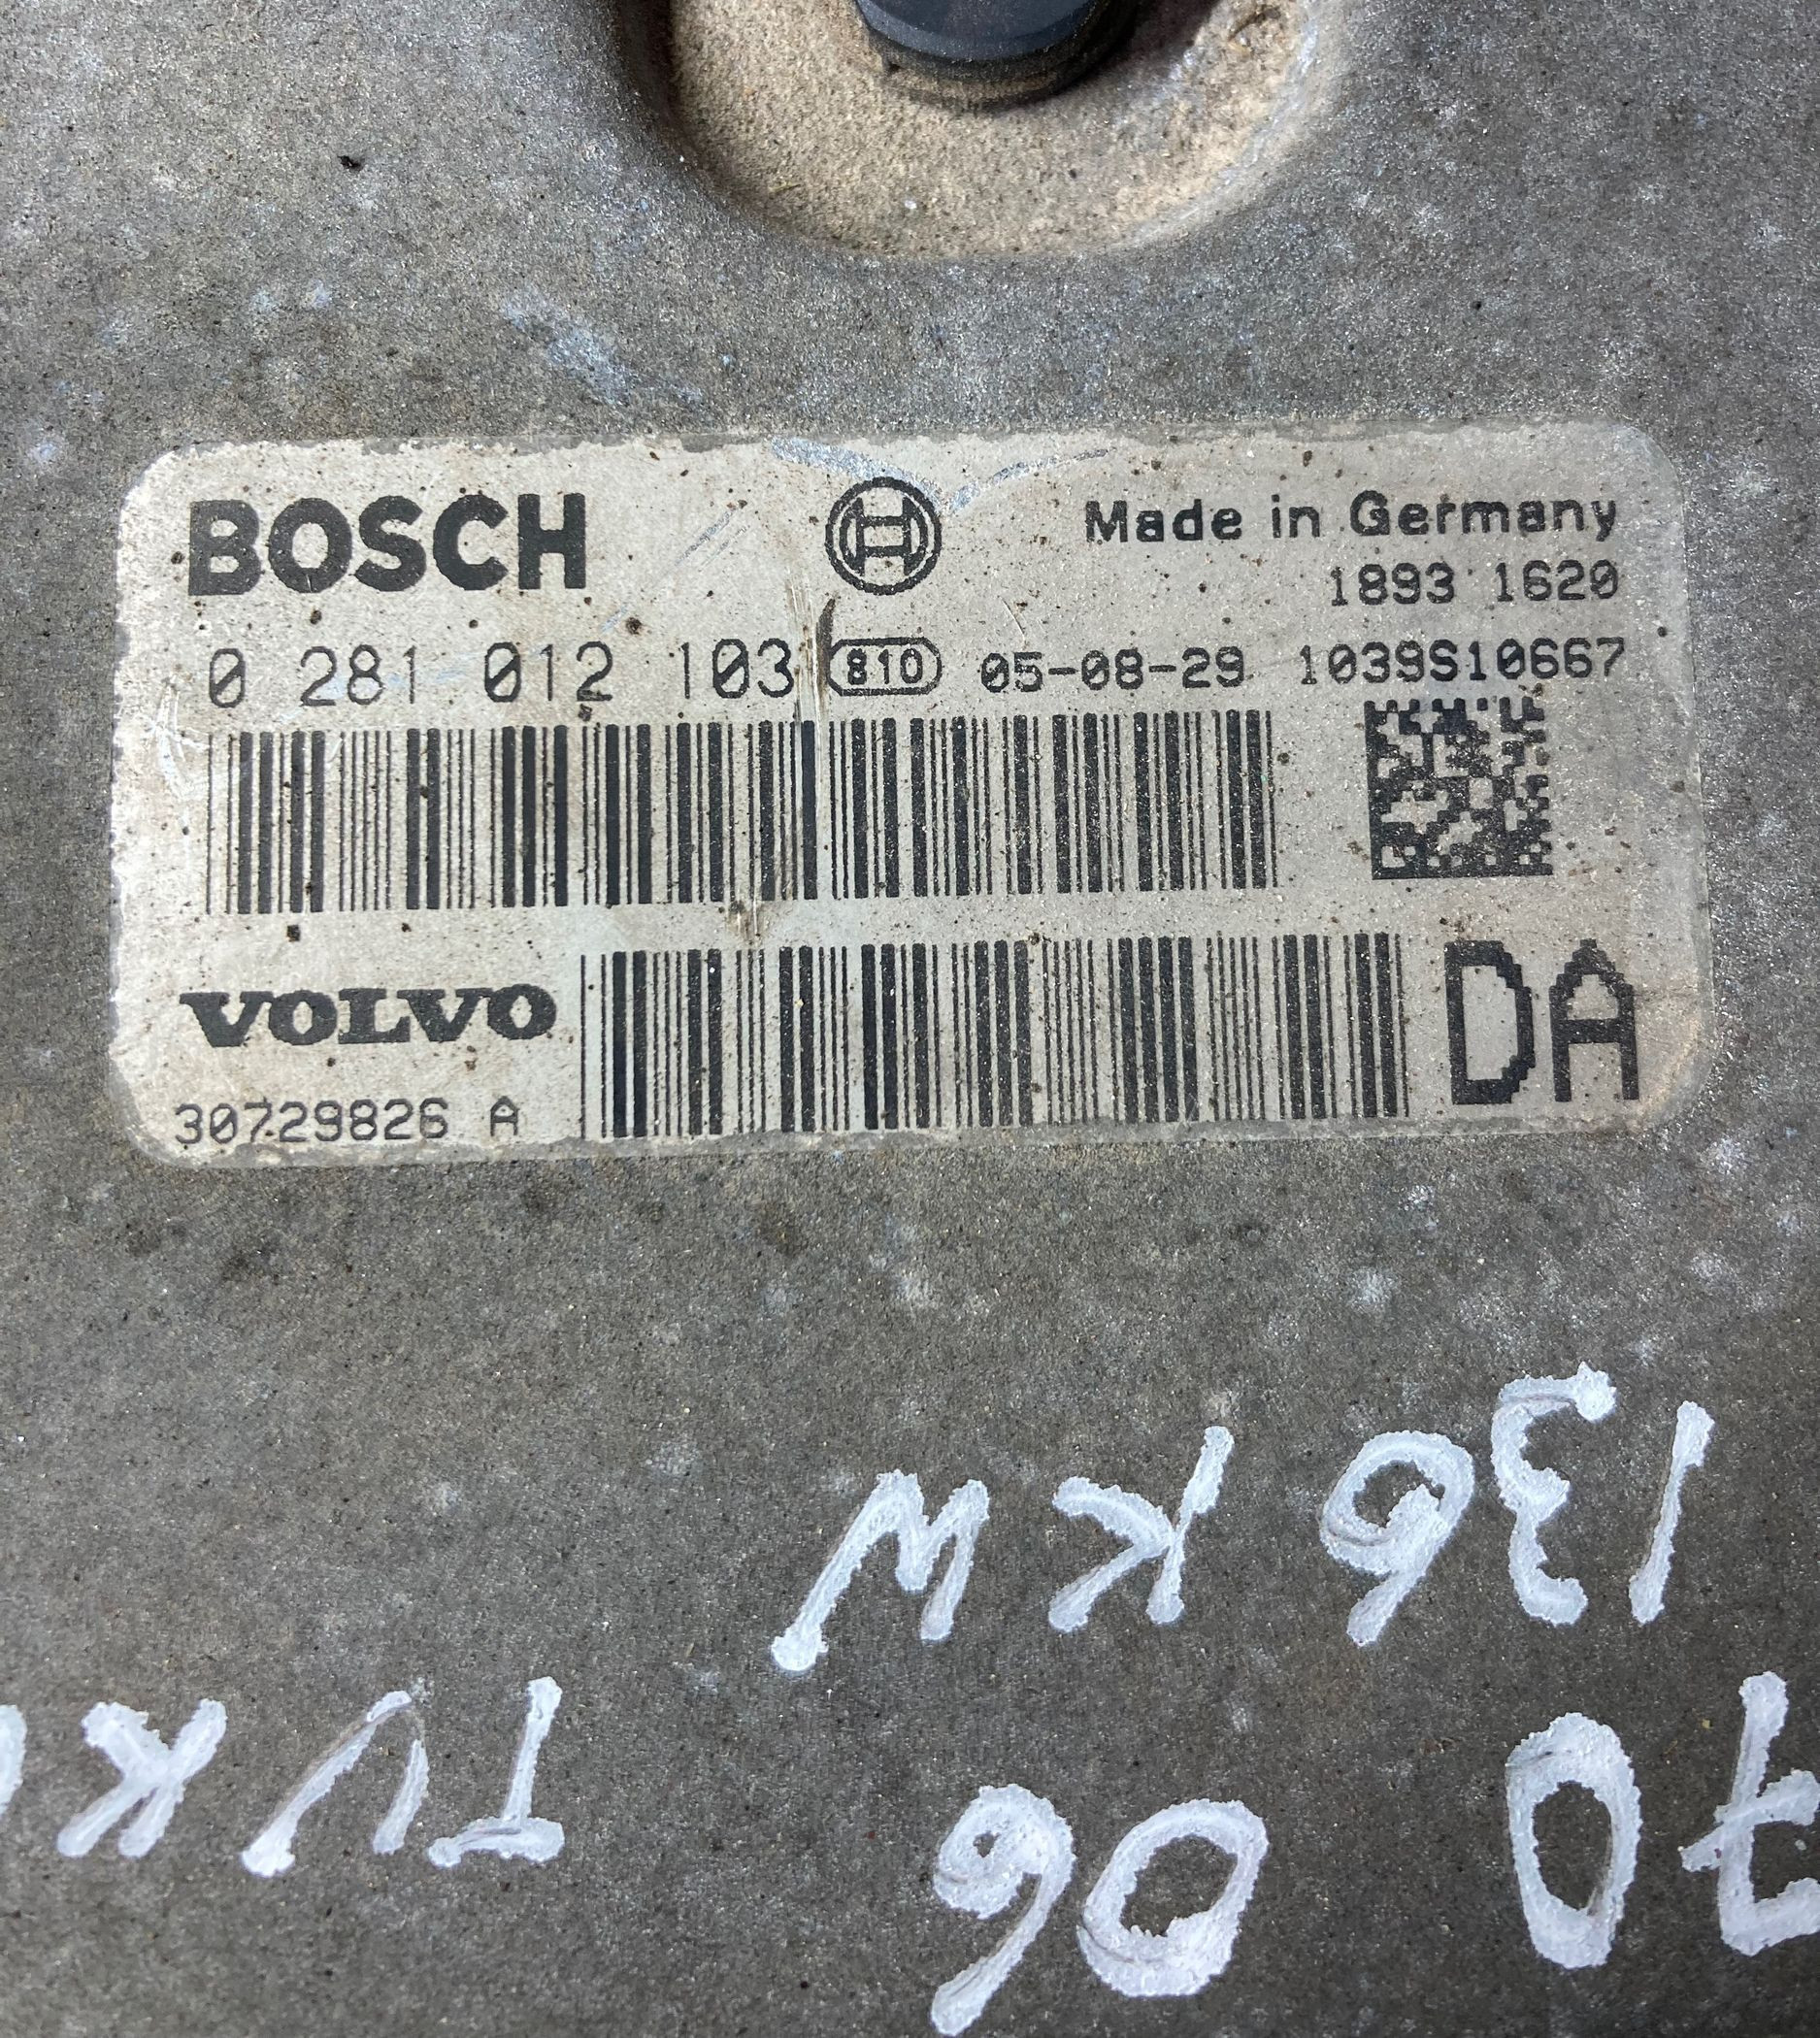 BOSCH
Made in Germany
1893 1620
0 281 012 103 810 05-08-29 1039S10667
VOLVO
DA
30729826 A
70 06
136 KW